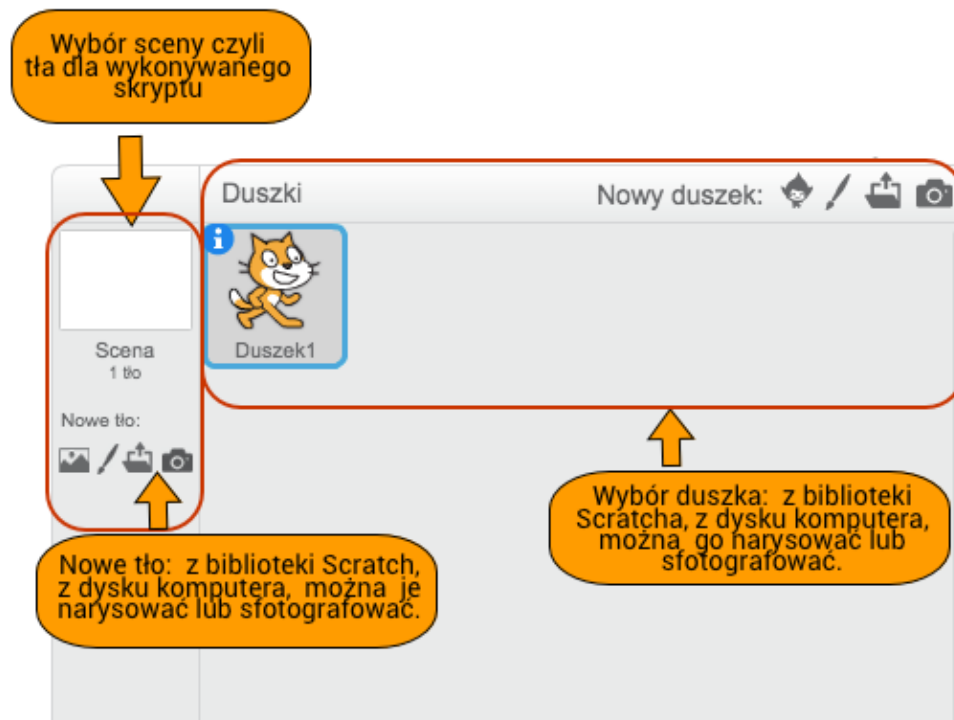 Wybór sceny czyli
tła dla wykonywanego
skryptu
Duszki
Nowy duszek:
Duszek1
Scena
1 tło
Nowe tło:
Wybór duszka: z biblioteki
Scratcha, z dysku komputera,
można go narysować lub
sfotografować.
Nowe tło: z biblioteki Scratch,
z dysku komputera, można je
narysować lub sfotografować.